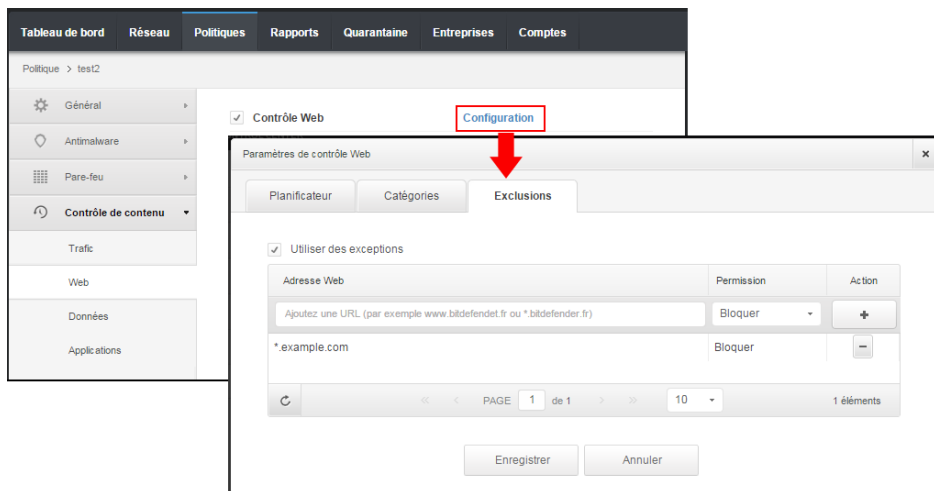 Tableau de bord Réseau Politiques Rapports Quarantaine Entreprises Comptes
Politique > test2
Général
Antimalware
Pare-feu
Contrôle de contenu
Trafic
Web
Données
Applications
Contrôle Web Configuration
Paramètres de contrôle Web ×
Planificateur Catégories Exclusions
Utiliser des exceptions
Adresse Web Permission Action
Ajoutez une URL (par exemple www.bitdefendet.fr ou *.bitdefender.fr) Bloquer +
*.example.com Bloquer −
PAGE 1 de 1 10 1 éléments
Enregistrer Annuler